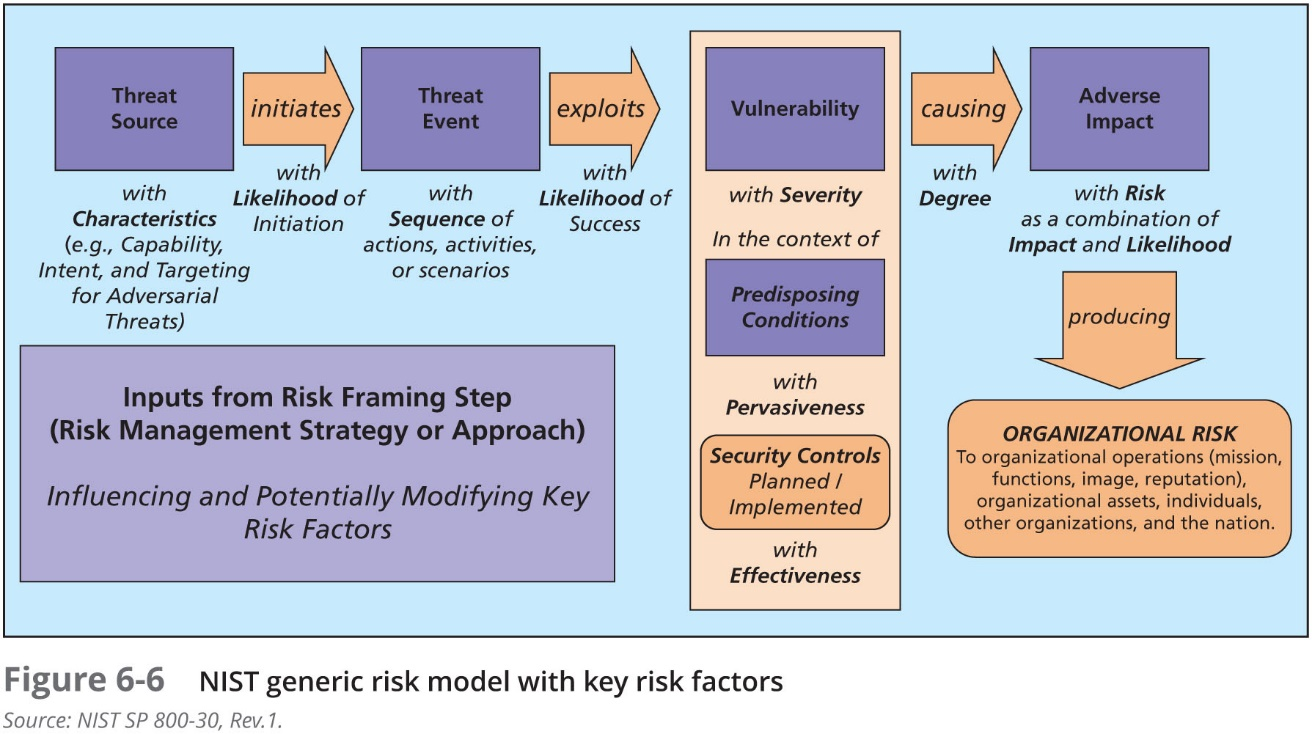 Threat
Source
initiates
Threat
Event
exploits
Vulnerability
causing
Adverse
Impact
with
Characteristics
(e.g., Capability,
Intent, and Targeting
for Adversarial
Threats)
with
Likelihood of
Initiation
with
Sequence of
actions, activities,
or scenarios
with
Likelihood of
Success
with Severity
In the context of
Predisposing
Conditions
with
Pervasiveness
Security Controls
Planned /
Implemented
with
Effectiveness
with
Degree
with Risk
as a combination of
Impact and Likelihood
producing
ORGANIZATIONAL RISK
To organizational operations (mission,
functions, image, reputation),
organizational assets, individuals,
other organizations, and the nation.
Inputs from Risk Framing Step
(Risk Management Strategy or Approach)
Influencing and Potentially Modifying Key
Risk Factors
Figure 6-6 NIST generic risk model with key risk factors
Source: NIST SP 800-30, Rev.1.